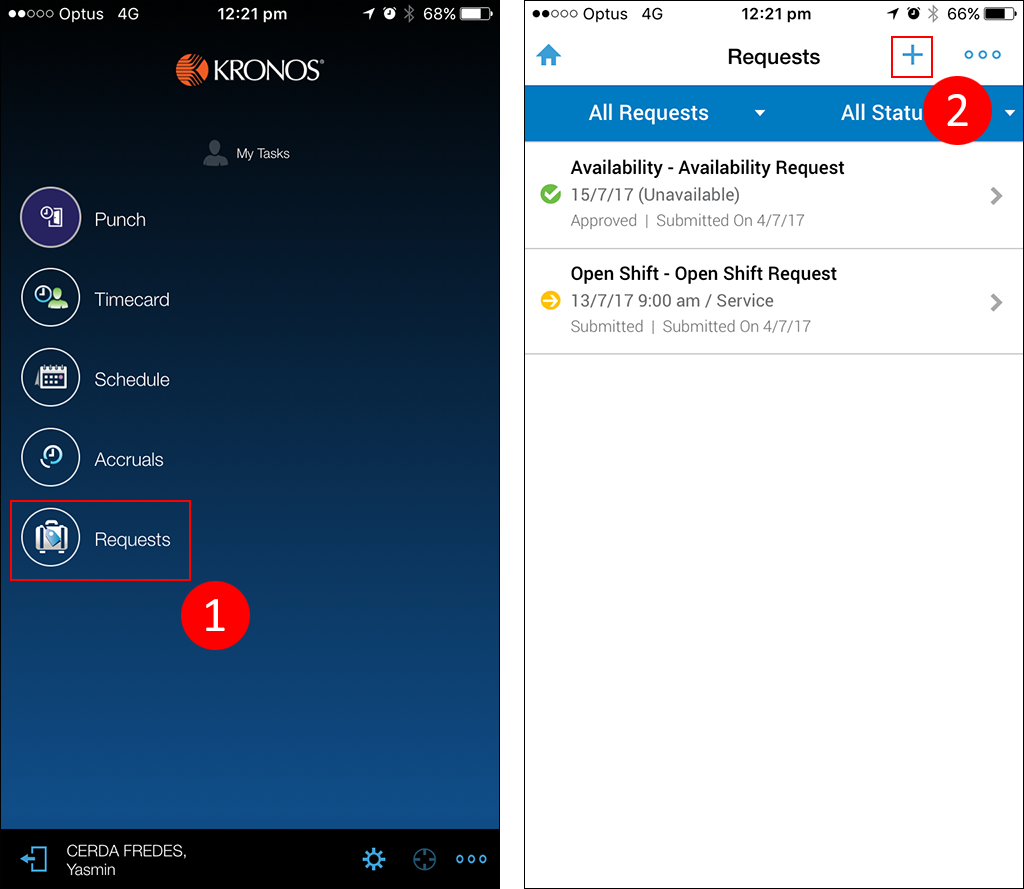 Optus 4G 12:21 pm 68%
KRONOS®
My Tasks
Punch
Timecard
Schedule
Accruals
Requests
1
CERDA FREDES,
Yasmin
Optus 4G 12:21 pm 66%
Requests
All Requests All Statu
2
Availability - Availability Request
15/7/17 (Unavailable)
Approved | Submitted On 4/7/17
Open Shift - Open Shift Request
13/7/17 9:00 am / Service
Submitted | Submitted On 4/7/17